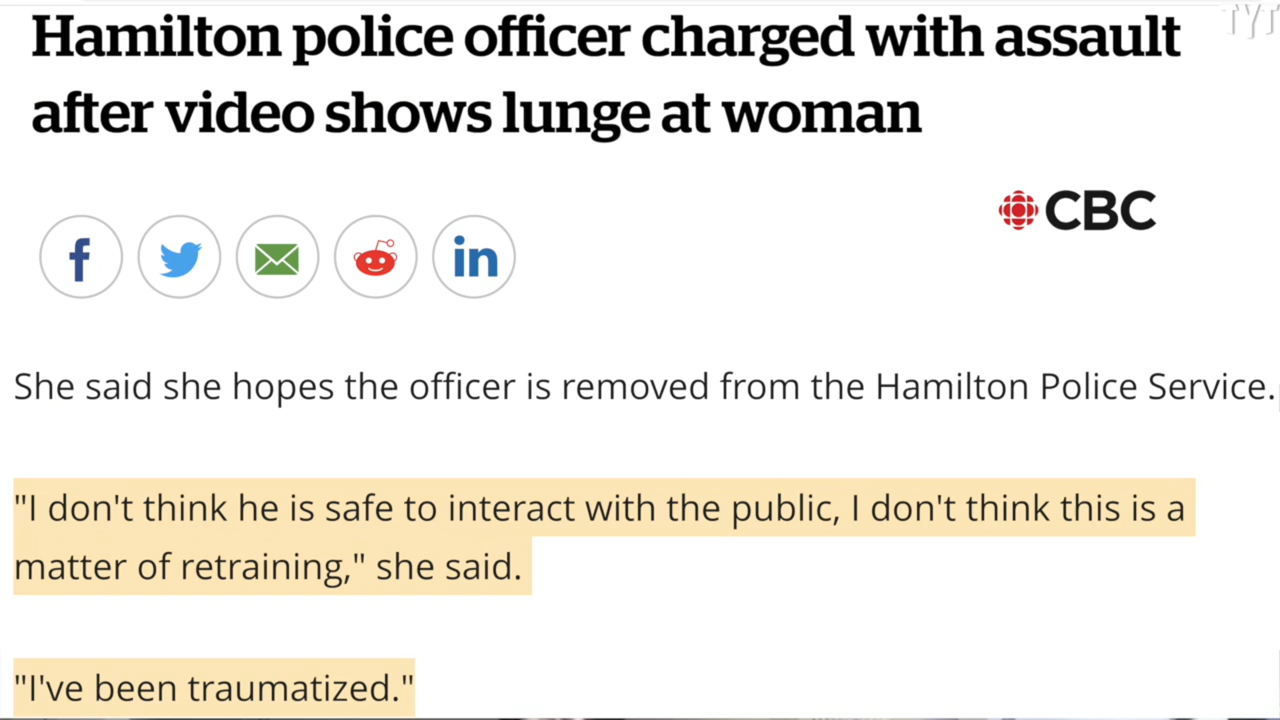 TYT
Hamilton police officer charged with assault
after video shows lunge at woman
CBC
She said she hopes the officer is removed from the Hamilton Police Service.
"I don't think he is safe to interact with the public, I don't think this is a
matter of retraining," she said.
"I've been traumatized."